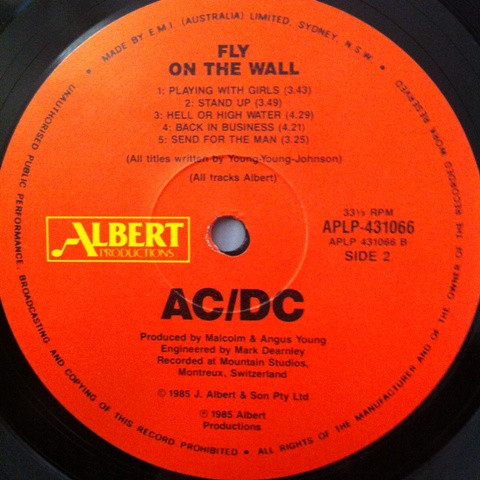 MADE BY E.M.I. (AUSTRALIA) LIMITED, SYDNEY, N.S.W.
FLY
ON THE WALL
1: PLAYING WITH GIRLS (3.43)
2: STAND UP (3.49)
3: HELL OR HIGH WATER (4.29)
4: BACK IN BUSINESS (4.21)
5: SEND FOR THE MAN (3.25)
(All titles written by Young-Young-Johnson)
(All tracks Albert)
ALBERT
PRODUCTIONS
33⅓ RPM
APLP-431066
APLP-431066 B
SIDE 2
AC/DC
Produced by Malcolm & Angus Young
Engineered by Mark Dearnley
Recorded at Mountain Studios,
Montreux, Switzerland
© 1985 J. Albert & Son Pty Ltd
℗ 1985 Albert
Productions
UNAUTHORISED PUBLIC PERFORMANCE, BROADCASTING AND COPYING OF THIS RECORD PROHIBITED • ALL RIGHTS OF THE MANUFACTURER AND OF THE OWNER OF THE RECORDED WORK RESERVED